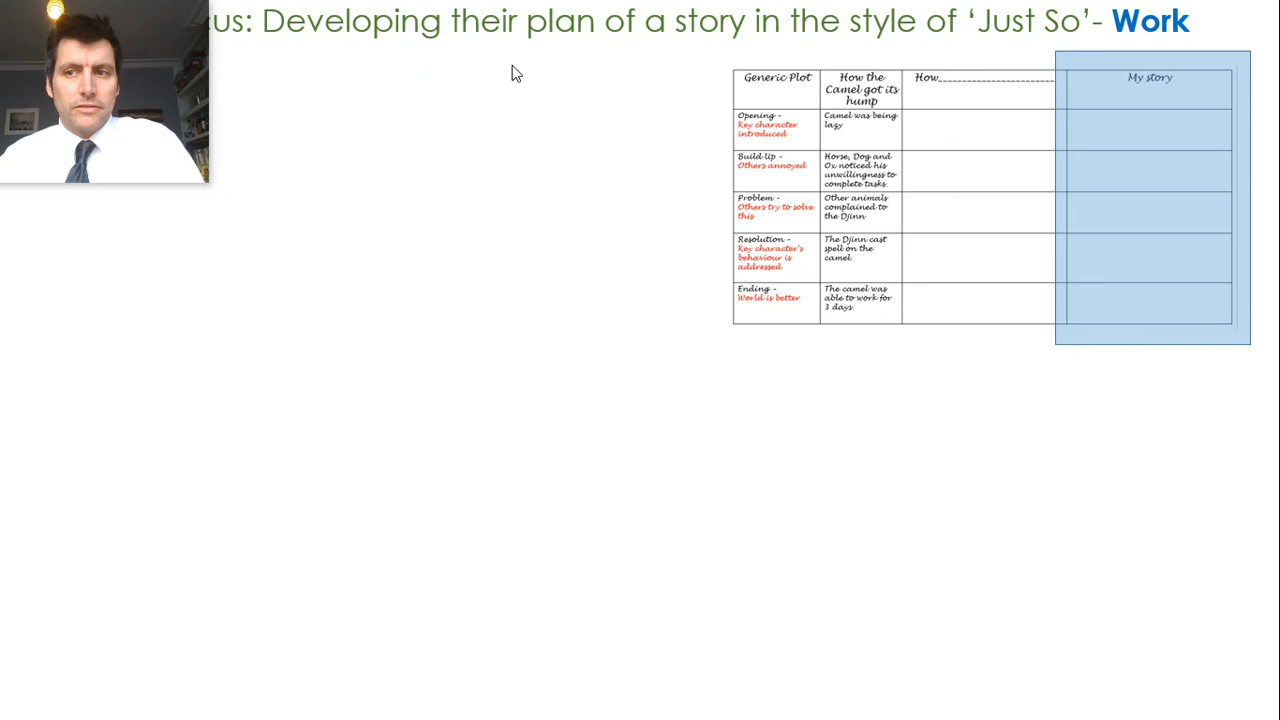 cus: Developing their plan of a story in the style of ‘Just So’- Work
Generic Plot
How the
Camel got its
hump
How________________________
My story
Opening –
Key character
introduced
Camel was being
lazy
Build Up –
Others annoyed
Horse, Dog and
Ox noticed his
unwillingness to
complete tasks.
Problem –
Others try to solve
this
Other animals
complained to
the Djinn
Resolution –
Key character's
behaviour is
addressed
The Djinn cast
spell on the
camel.
Ending –
World is better
The camel was
able to work for
3 days.